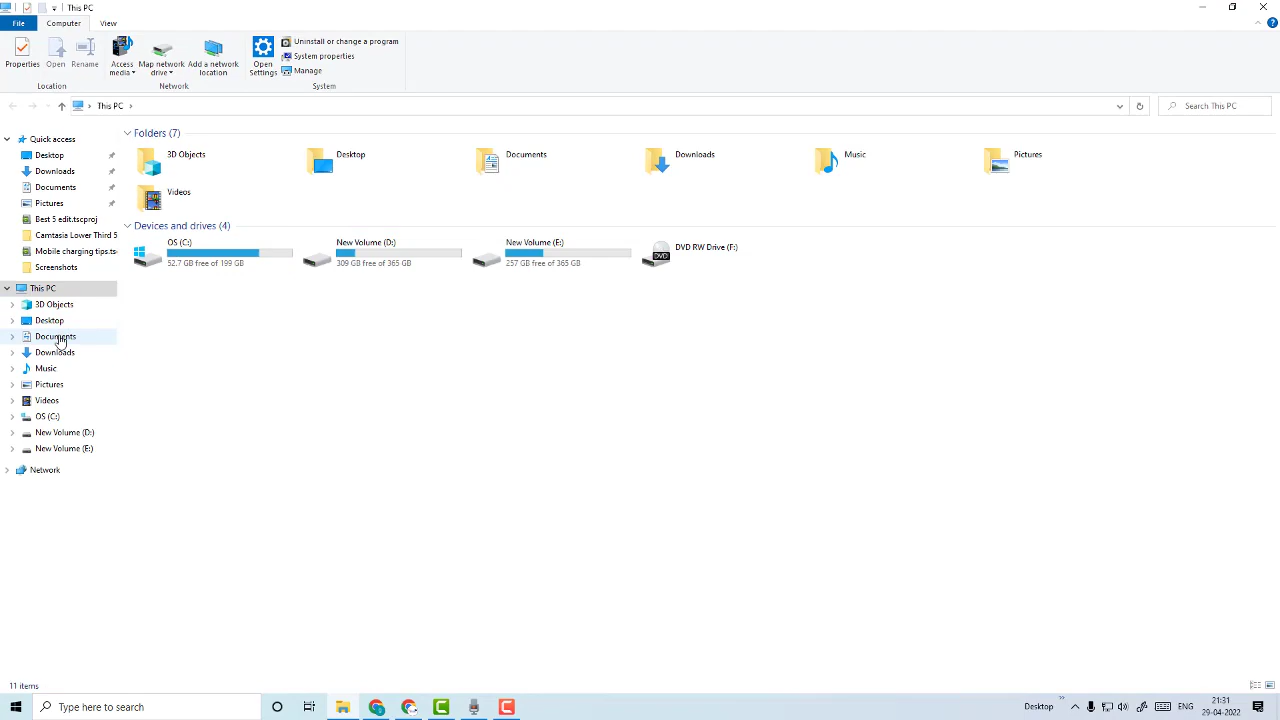 This PC
File
Computer
View
Properties
Open
Rename
Access media
Map network drive
Add a network location
Open Settings
Uninstall or change a program
System properties
Manage
Location
Network
System
This PC
Search This PC
Quick access
Desktop
Downloads
Documents
Pictures
Best 5 edit.tscproj
Camtasia Lower Third 5
Mobile charging tips.ts
Screenshots
This PC
3D Objects
Desktop
Documents
Downloads
Music
Pictures
Videos
OS (C:)
New Volume (D:)
New Volume (E:)
Network
Folders (7)
3D Objects
Desktop
Documents
Downloads
Music
Pictures
Videos
Devices and drives (4)
OS (C:)
52.7 GB free of 199 GB
New Volume (D:)
309 GB free of 365 GB
New Volume (E:)
257 GB free of 365 GB
DVD RW Drive (F:)
DVD
11 items
Type here to search
Desktop
ENG
21:31
29-04-2022